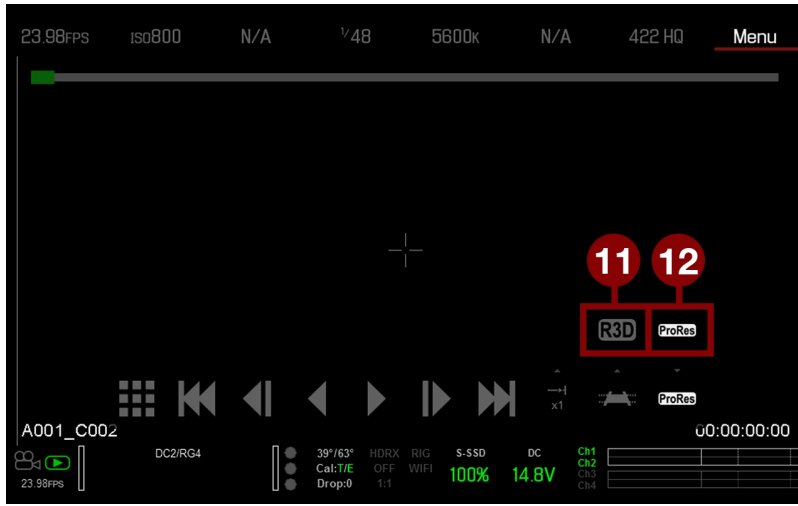 23.98FPS ISO800 N/A 1/48 5600K N/A 422 HQ Menu
11 12
R3D ProRes
x1 ProRes
A001_C002 00:00:00:00
DC2/RG4 39°/63° HDRX RIG S-SSD DC Ch1
Cal:T/E OFF WIFI 100% 14.8V Ch2
23.98FPS Drop:0 1:1 Ch3
Ch4